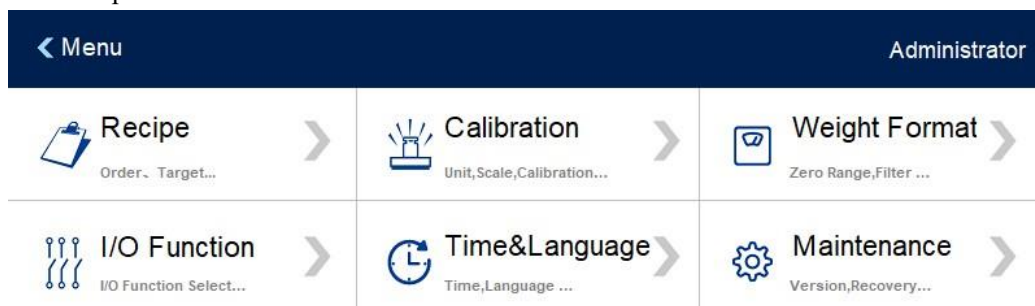 Menu
Administrator
Recipe
Order、Target...
Calibration
Unit,Scale,Calibration...
Weight Format
Zero Range,Filter ...
I/O Function
I/O Function Select...
Time&Language
Time,Language ...
Maintenance
Version,Recovery...